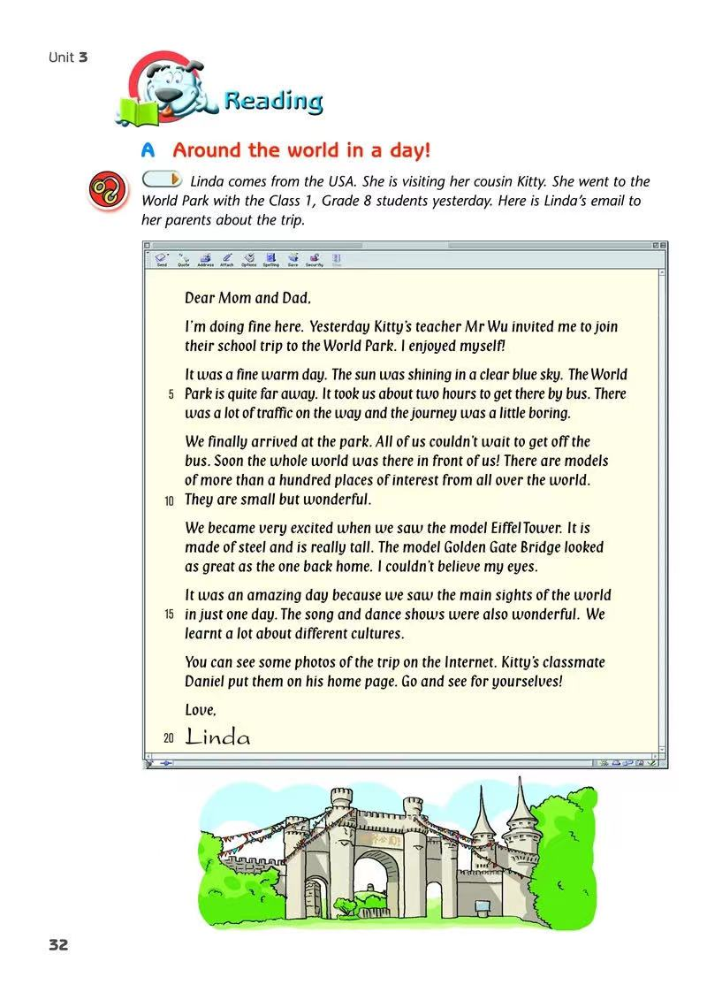 Unit 3
Reading
A Around the world in a day!
Linda comes from the USA. She is visiting her cousin Kitty. She went to the
World Park with the Class 1, Grade 8 students yesterday. Here is Linda's email to
her parents about the trip.
Send Quote Address Attach Options Spelling Save Security Stop
Dear Mom and Dad,
I'm doing fine here. Yesterday Kitty's teacher Mr Wu invited me to join
their school trip to the World Park. I enjoyed myself!
It was a fine warm day. The sun was shining in a clear blue sky. The World
5 Park is quite far away. It took us about two hours to get there by bus. There
was a lot of traffic on the way and the journey was a little boring.
We finally arrived at the park. All of us couldn't wait to get off the
bus. Soon the whole world was there in front of us! There are models
of more than a hundred places of interest from all over the world.
10 They are small but wonderful.
We became very excited when we saw the model Eiffel Tower. It is
made of steel and is really tall. The model Golden Gate Bridge looked
as great as the one back home. I couldn't believe my eyes.
It was an amazing day because we saw the main sights of the world
15 in just one day. The song and dance shows were also wonderful. We
learnt a lot about different cultures.
You can see some photos of the trip on the Internet. Kitty's classmate
Daniel put them on his home page. Go and see for yourselves!
Love,
20 Linda
世界公园
32